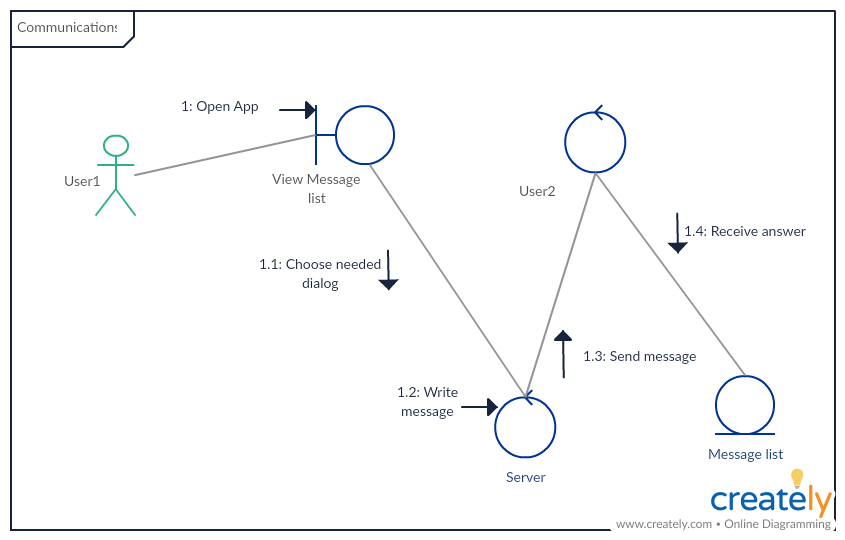 Communications
1: Open App
User1
View Message
list
User2
1.4: Receive answer
1.1: Choose needed
dialog
1.3: Send message
1.2: Write
message
Message list
Server
creately
www.creately.com • Online Diagramming